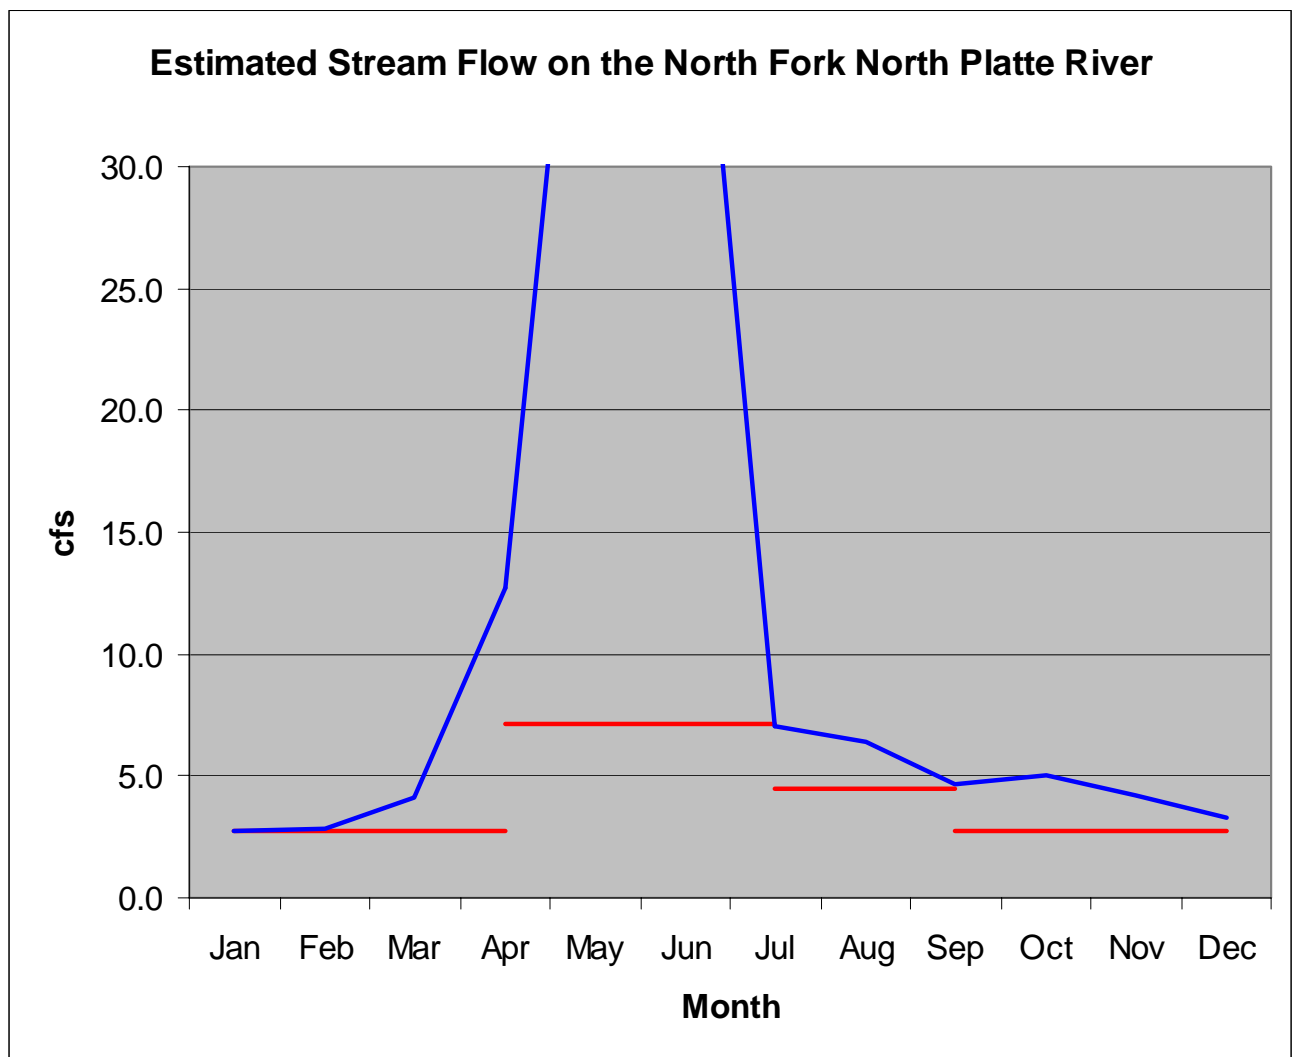 Estimated Stream Flow on the North Fork North Platte River
30.0
25.0
20.0
15.0
10.0
5.0
0.0
cfs
Jan Feb Mar Apr May Jun Jul Aug Sep Oct Nov Dec
Month